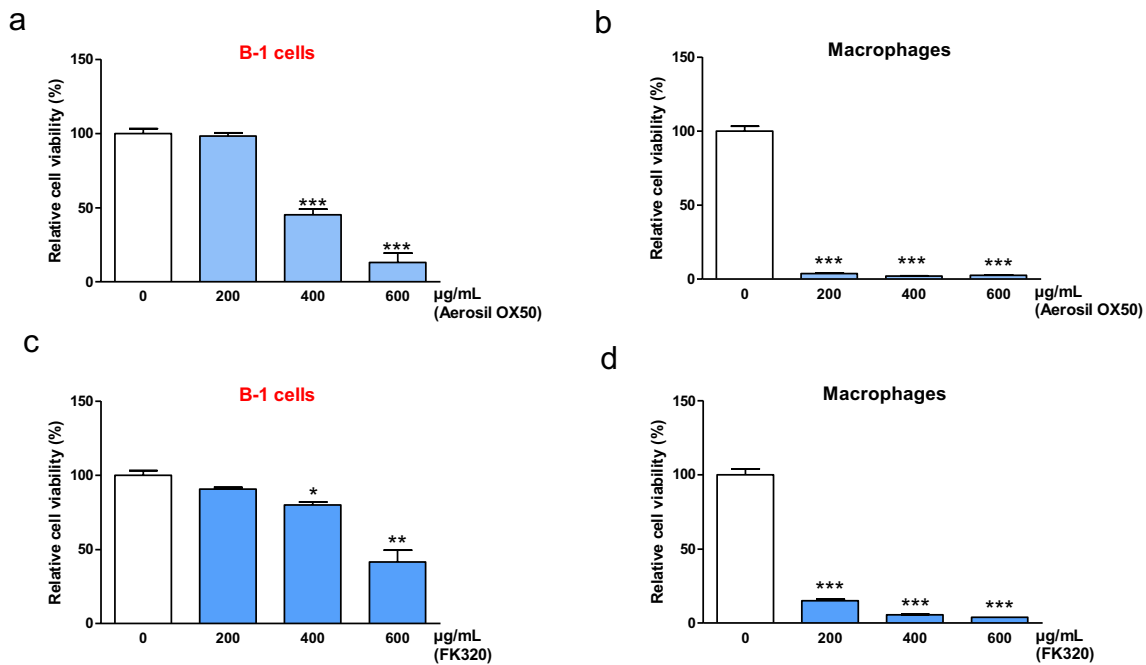 a
B-1 cells
Relative cell viability (%)
150
100
50
0
***
***
0 200 400 600 µg/mL
(Aerosil OX50)
b
Macrophages
Relative cell viability (%)
150
100
50
0
*** *** ***
0 200 400 600 µg/mL
(Aerosil OX50)
c
B-1 cells
Relative cell viability (%)
150
100
50
0
*
**
0 200 400 600 µg/mL
(FK320)
d
Macrophages
Relative cell viability (%)
150
100
50
0
***
*** ***
0 200 400 600 µg/mL
(FK320)